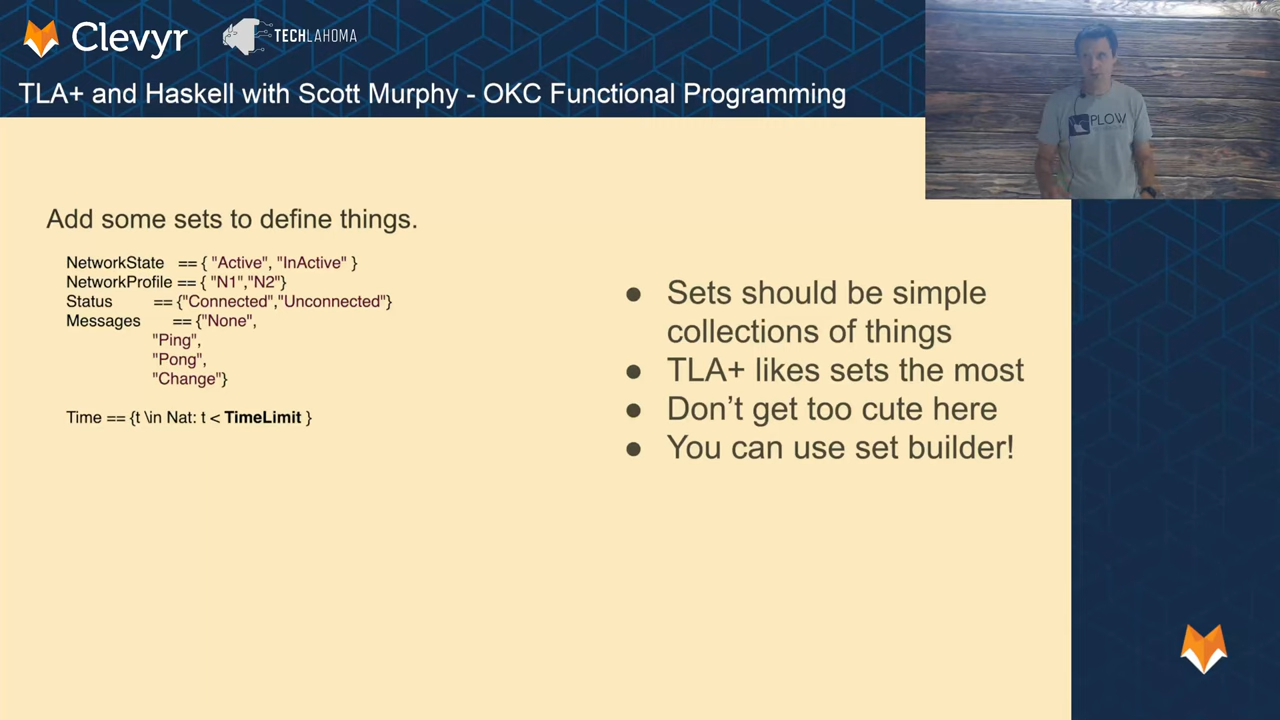 Clevyr
TECHLAHOMA
TLA+ and Haskell with Scott Murphy - OKC Functional Programming
PLOW
Add some sets to define things.
NetworkState == { "Active", "InActive" }
NetworkProfile == { "N1","N2"}
Status == {"Connected","Unconnected"}
Messages == {"None",
"Ping",
"Pong",
"Change"}
Time == {t \in Nat: t < TimeLimit }
● Sets should be simple
collections of things
● TLA+ likes sets the most
● Don’t get too cute here
● You can use set builder!